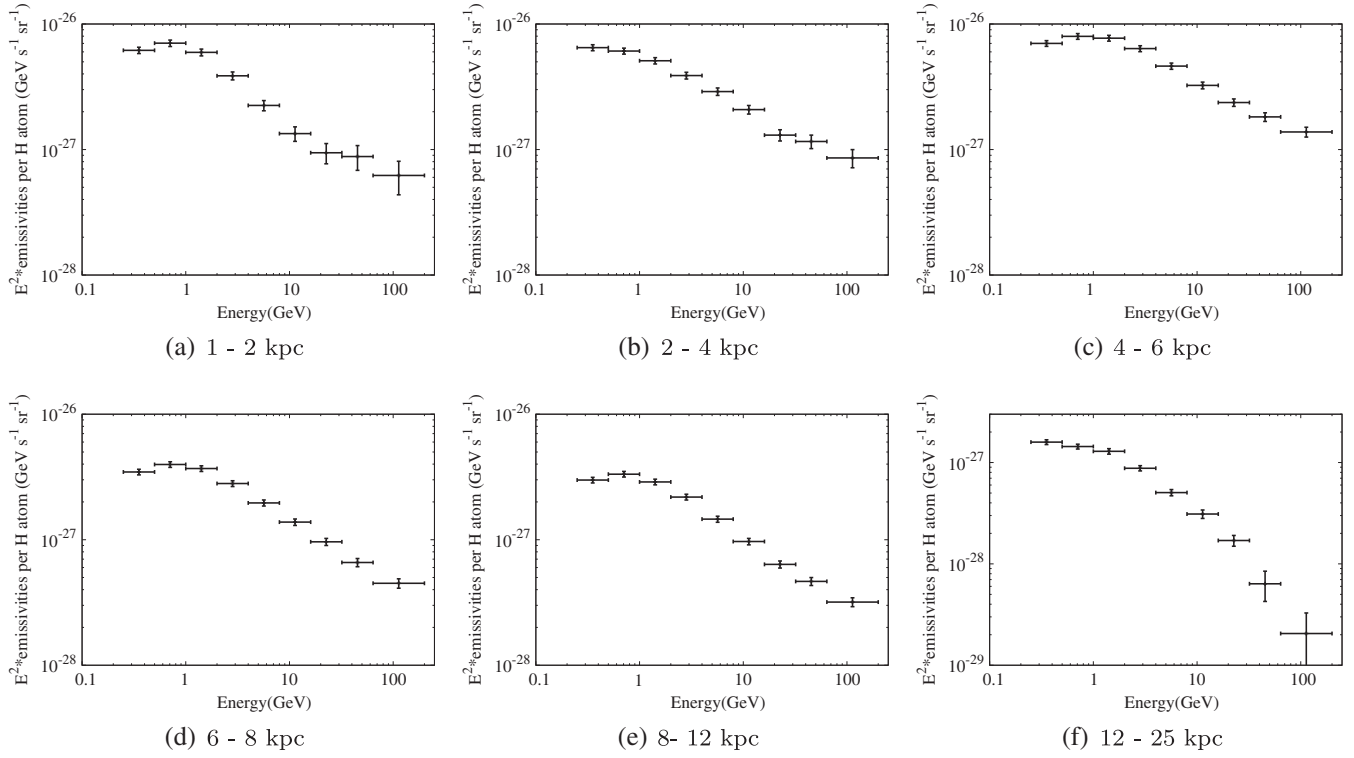 10⁻²⁶
10⁻²⁷
10⁻²⁸
E²*emissivities per H atom (GeV s⁻¹ sr⁻¹)
0.1 1 10 100
Energy(GeV)
(a) 1 - 2 kpc
10⁻²⁶
10⁻²⁷
10⁻²⁸
E²*emissivities per H atom (GeV s⁻¹ sr⁻¹)
0.1 1 10 100
Energy(GeV)
(b) 2 - 4 kpc
10⁻²⁶
10⁻²⁷
10⁻²⁸
E²*emissivities per H atom (GeV s⁻¹ sr⁻¹)
0.1 1 10 100
Energy(GeV)
(c) 4 - 6 kpc
10⁻²⁶
10⁻²⁷
10⁻²⁸
E²*emissivities per H atom (GeV s⁻¹ sr⁻¹)
0.1 1 10 100
Energy(GeV)
(d) 6 - 8 kpc
10⁻²⁶
10⁻²⁷
10⁻²⁸
E²*emissivities per H atom (GeV s⁻¹ sr⁻¹)
0.1 1 10 100
Energy(GeV)
(e) 8- 12 kpc
10⁻²⁷
10⁻²⁸
10⁻²⁹
E²*emissivities per H atom (GeV s⁻¹ sr⁻¹)
0.1 1 10 100
Energy(GeV)
(f) 12 - 25 kpc